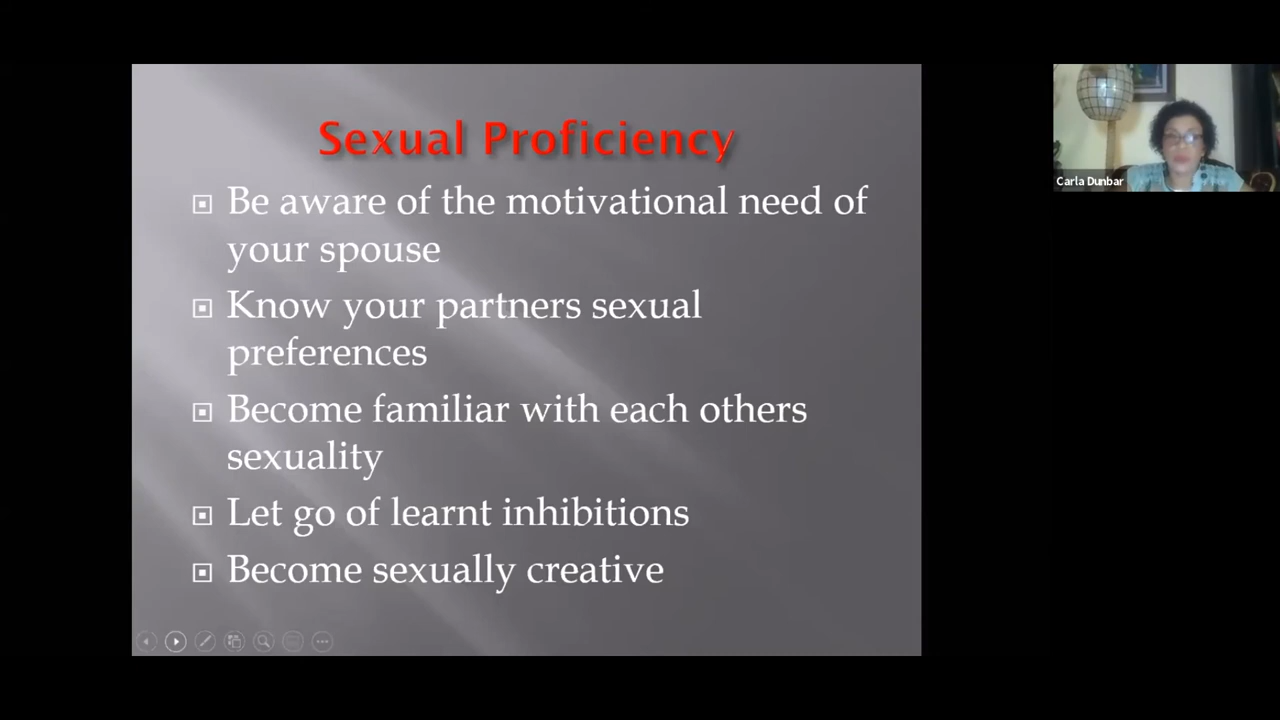 Sexual Proficiency
Be aware of the motivational need of
your spouse
Know your partners sexual
preferences
Become familiar with each others
sexuality
Let go of learnt inhibitions
Become sexually creative
Carla Dunbar